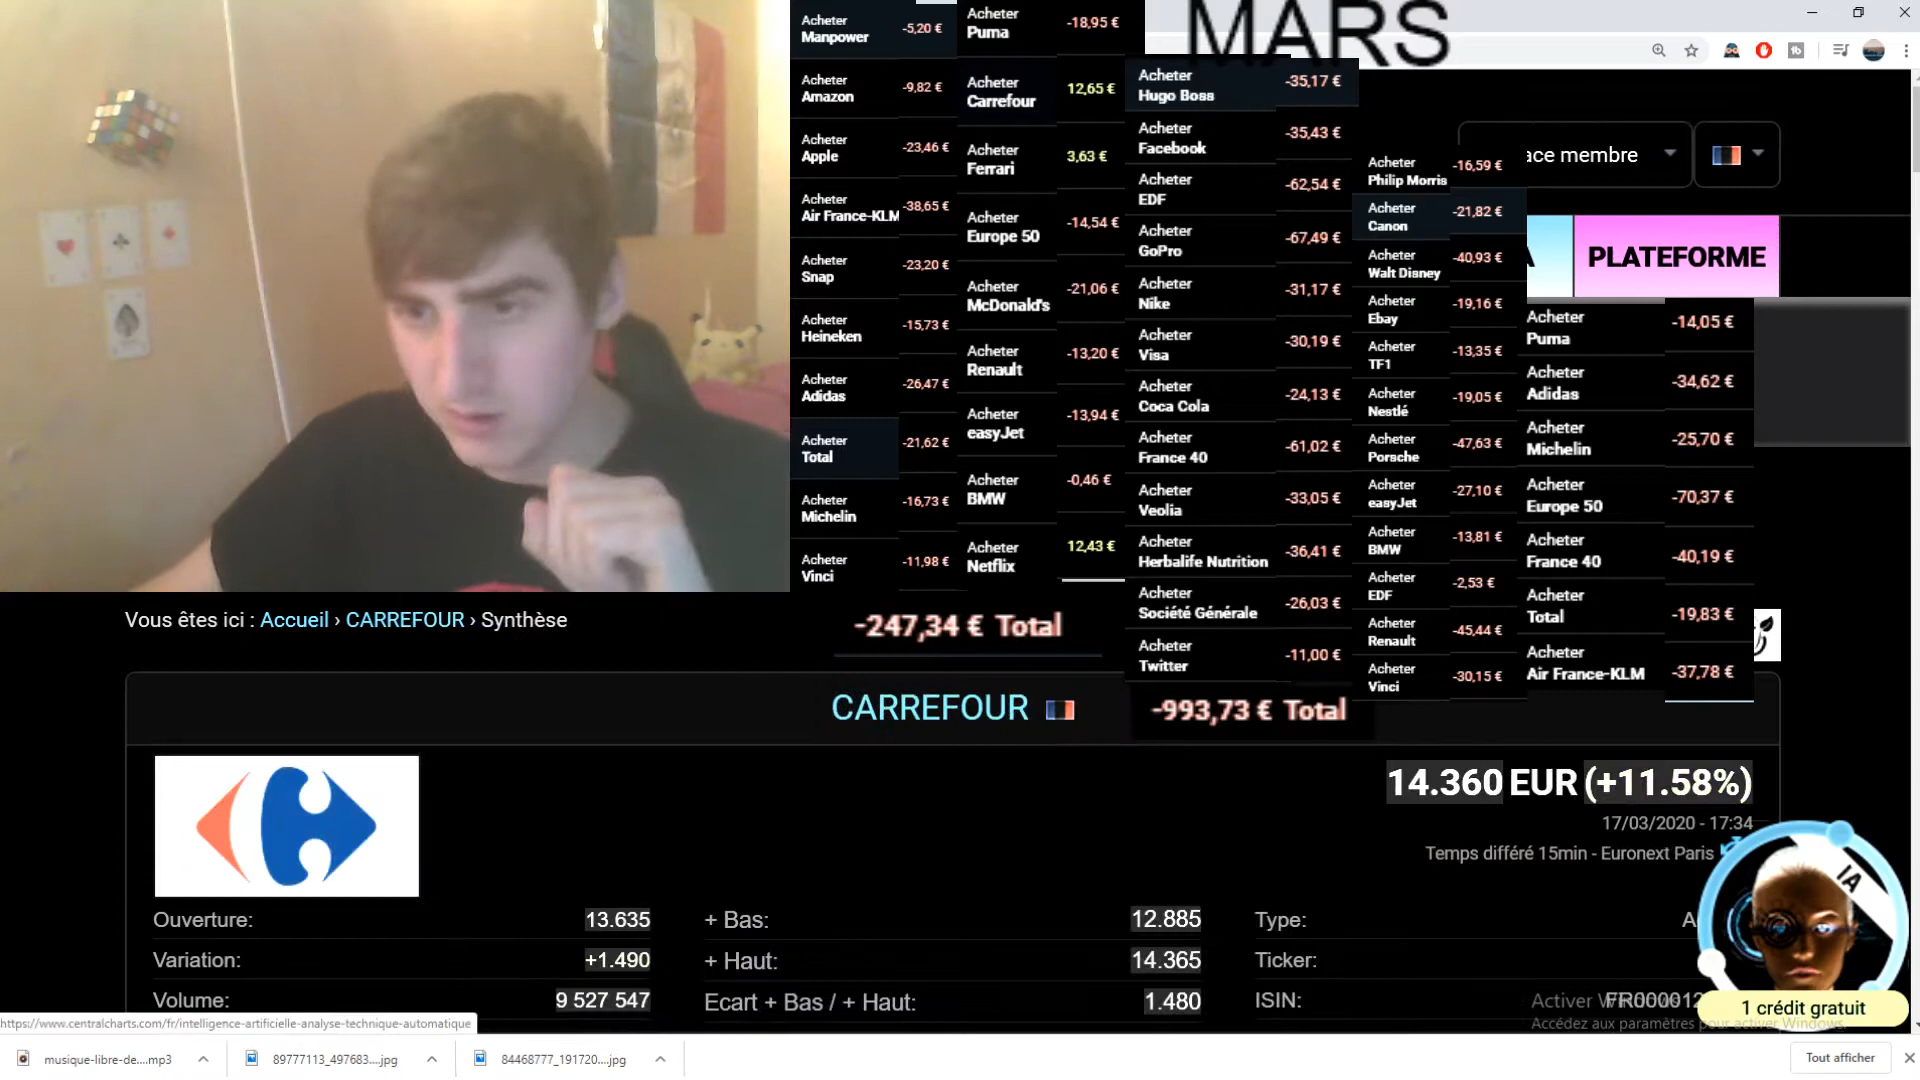 MARS
Acheter
Manpower
-5,20 €
Acheter
Amazon
-9,82 €
Acheter
Apple
-23,46 €
Acheter
Air France-KLM
-38,65 €
Acheter
Snap
-23,20 €
Acheter
Heineken
-15,73 €
Acheter
Adidas
-26,47 €
Acheter
Total
-21,62 €
Acheter
Michelin
-16,73 €
Acheter
Vinci
-11,98 €
Acheter
Puma
-18,95 €
Acheter
Carrefour
12,65 €
Acheter
Ferrari
3,63 €
Acheter
Europe 50
-14,54 €
Acheter
McDonald's
-21,06 €
Acheter
Renault
-13,20 €
Acheter
easyJet
-13,94 €
Acheter
BMW
-0,46 €
Acheter
Netflix
12,43 €
-247,34 € Total
Acheter
Hugo Boss
-35,17 €
Acheter
Facebook
-35,43 €
Acheter
EDF
-62,54 €
Acheter
GoPro
-67,49 €
Acheter
Nike
-31,17 €
Acheter
Visa
-30,19 €
Acheter
Coca Cola
-24,13 €
Acheter
France 40
-61,02 €
Acheter
Veolia
-33,05 €
Acheter
Herbalife Nutrition
-36,41 €
Acheter
Société Générale
-26,03 €
Acheter
Twitter
-11,00 €
-993,73 € Total
Acheter
Philip Morris
-16,59 €
Acheter
Canon
-21,82 €
Acheter
Walt Disney
-40,93 €
Acheter
Ebay
-19,16 €
Acheter
TF1
-13,35 €
Acheter
Nestlé
-19,05 €
Acheter
Porsche
-47,63 €
Acheter
easyJet
-27,10 €
Acheter
BMW
-13,81 €
Acheter
EDF
-2,53 €
Acheter
Renault
-45,44 €
Acheter
Vinci
-30,15 €
Acheter
Puma
-14,05 €
Acheter
Adidas
-34,62 €
Acheter
Michelin
-25,70 €
Acheter
Europe 50
-70,37 €
Acheter
France 40
-40,19 €
Acheter
Total
-19,83 €
Acheter
Air France-KLM
-37,78 €
ace membre
A
PLATEFORME
Vous êtes ici : Accueil › CARREFOUR › Synthèse
CARREFOUR
14.360 EUR (+11.58%)
17/03/2020 - 17:34
Temps différé 15min - Euronext Paris
IA
Ouverture: 13.635
+ Bas: 12.885
Type: A
Variation: +1.490
+ Haut: 14.365
Ticker:
Volume: 9 527 547
Ecart + Bas / + Haut: 1.480
ISIN: FR000012
Activer Windows
Accédez aux paramètres pour activer Windows.
1 crédit gratuit
https://www.centralcharts.com/fr/intelligence-artificielle-analyse-technique-automatique
musique-libre-de....mp3
89777113_497683....jpg
84468777_191720....jpg
Tout afficher